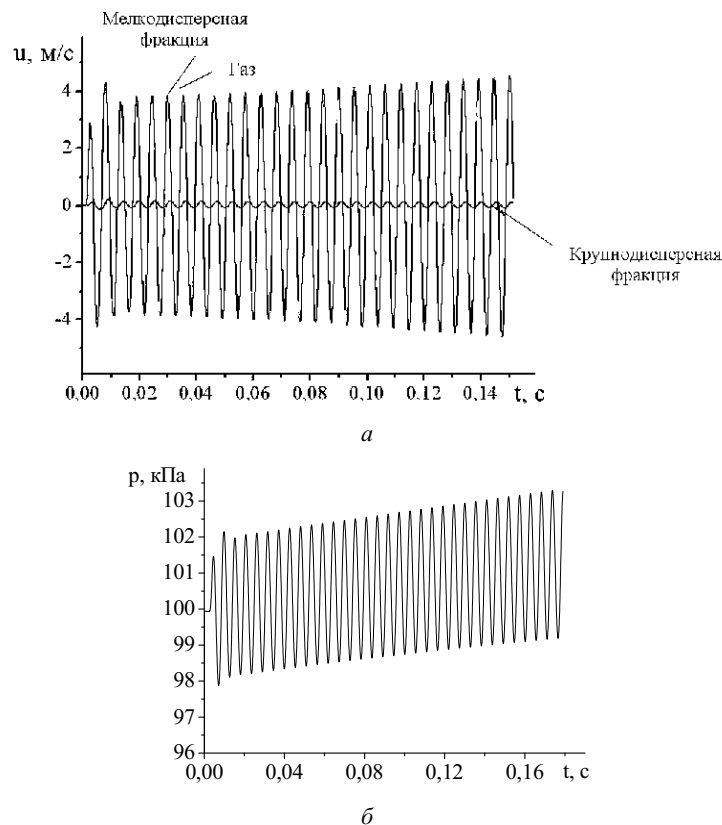 Мелкодисперсная
фракция
u, м/с
Газ
4
2
0
-2
-4
Крупнодисперсная
фракция
0,00 0,02 0,04 0,06 0,08 0,10 0,12 0,14 t, с
а
р, кПа
103
102
101
100
99
98
97
96
0,00 0,04 0,08 0,12 0,16 t, с
б